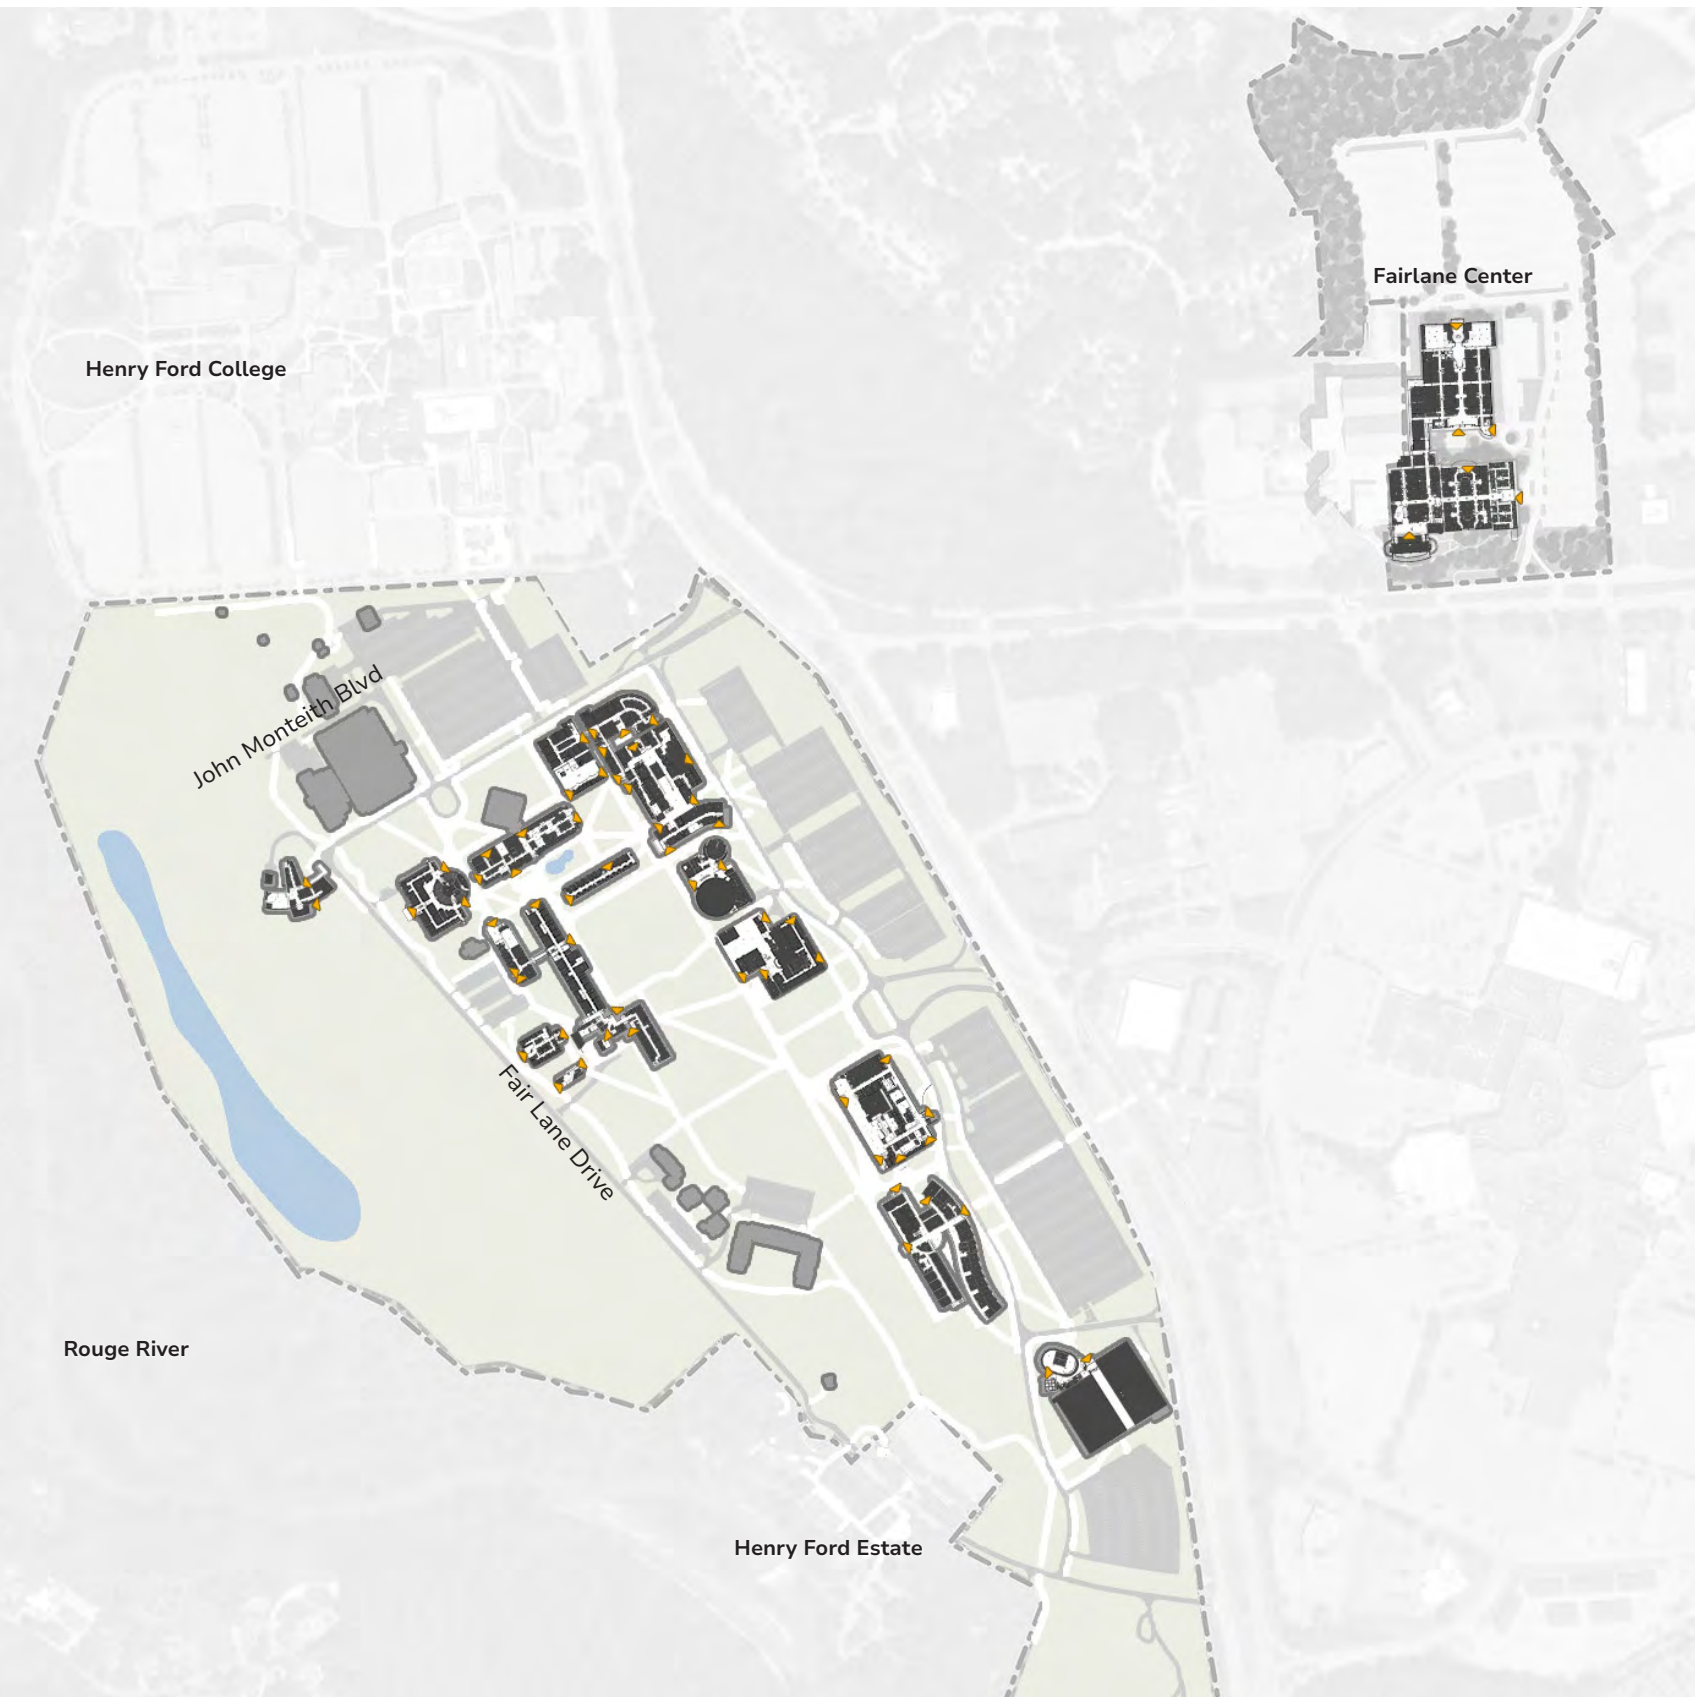 Fairlane Center
Henry Ford College
John Monteith Blvd
Fair Lane Drive
Rouge River
Henry Ford Estate